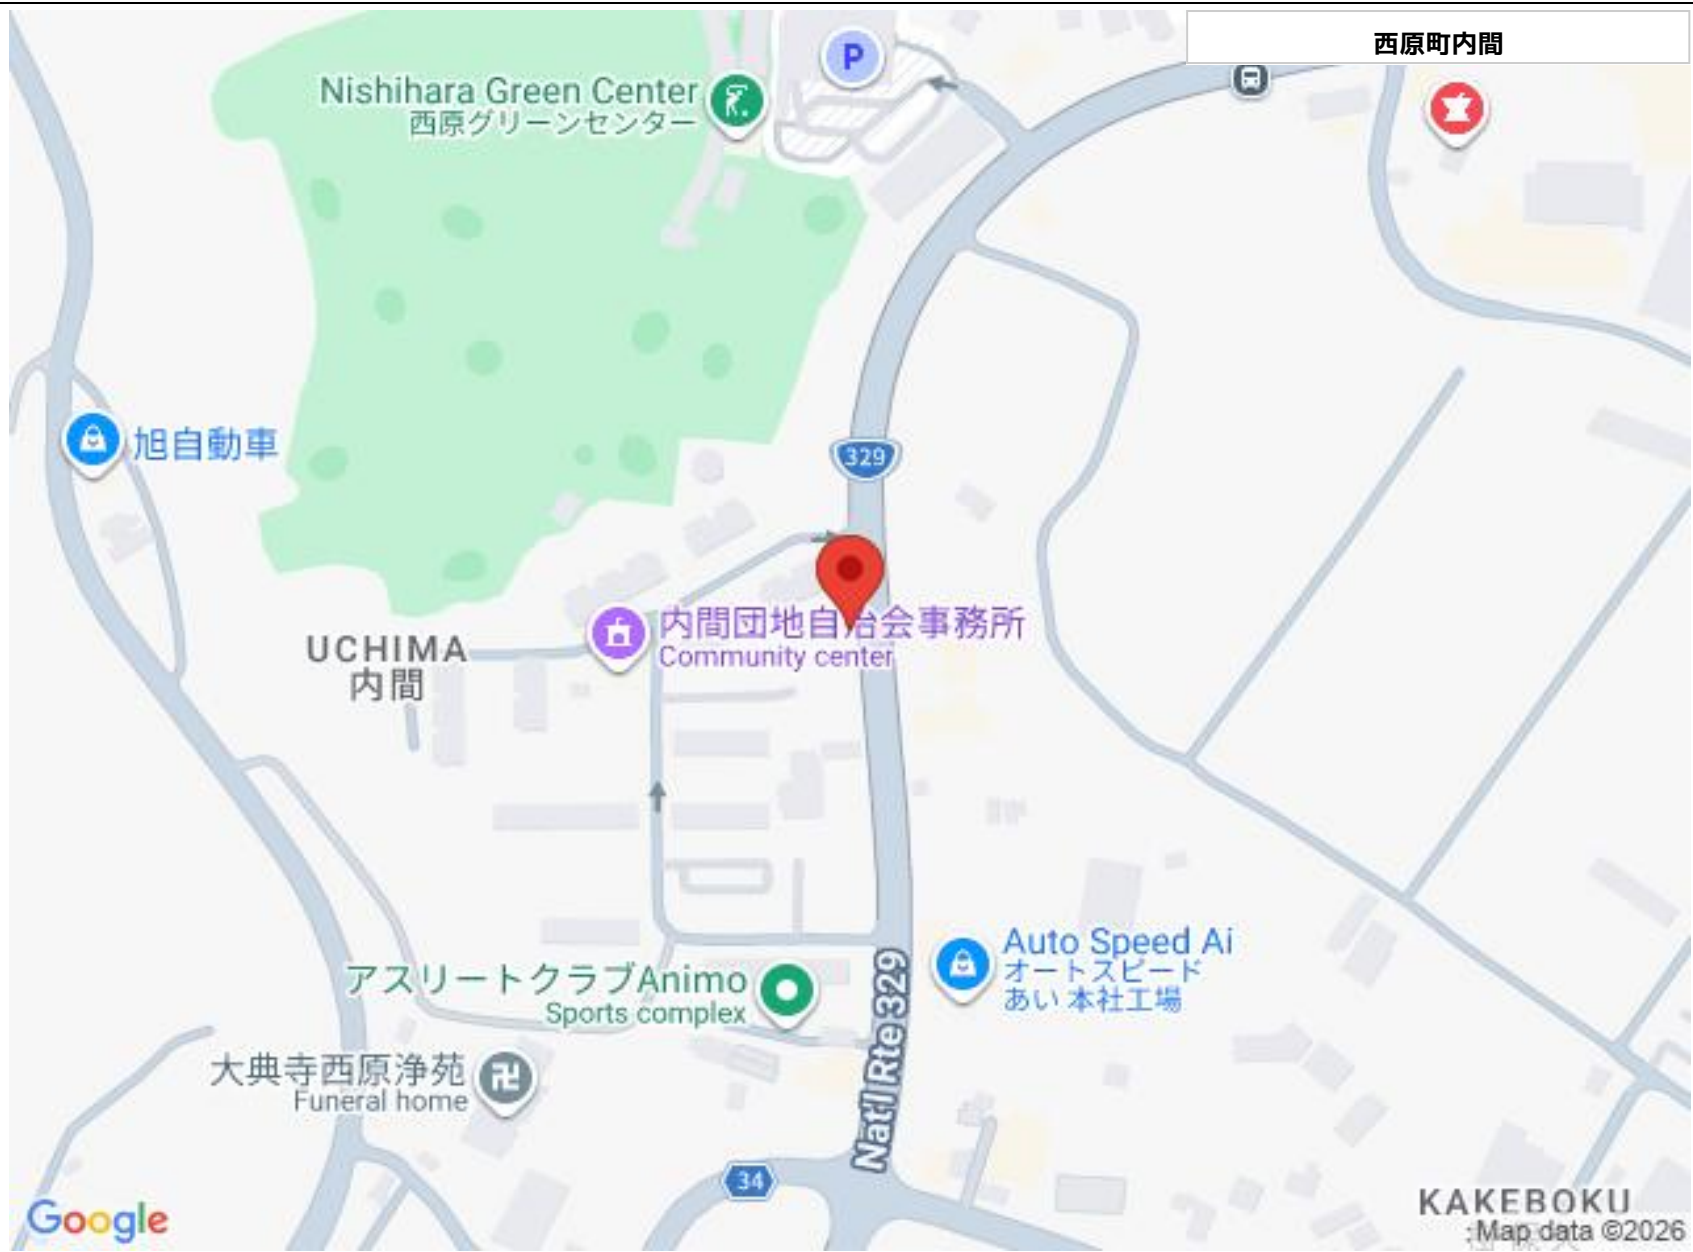 西原町内間
P
Nishihara Green Center
西原グリーンセンター
旭自動車
329
内間団地自治会事務所
Community center
UCHIMA
内間
Auto Speed Ai
オートスピード
あい 本社工場
アスリートクラブAnimo
Sports complex
Nat'l Rte 329
大典寺西原浄苑
Funeral home
34
KAKEBOKU
Google
Map data ©2026